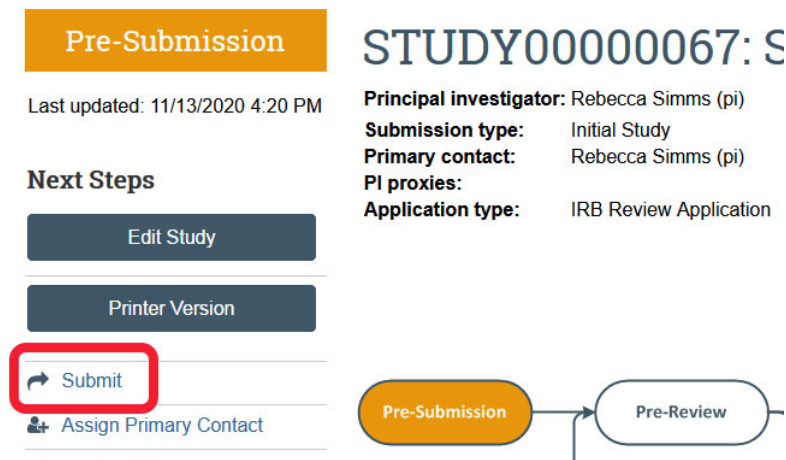 Pre-Submission
Last updated: 11/13/2020 4:20 PM
Next Steps
Edit Study
Printer Version
Submit
Assign Primary Contact
STUDY00000067: S
Principal investigator: Rebecca Simms (pi)
Submission type: Initial Study
Primary contact: Rebecca Simms (pi)
PI proxies:
Application type: IRB Review Application
Pre-Submission
Pre-Review